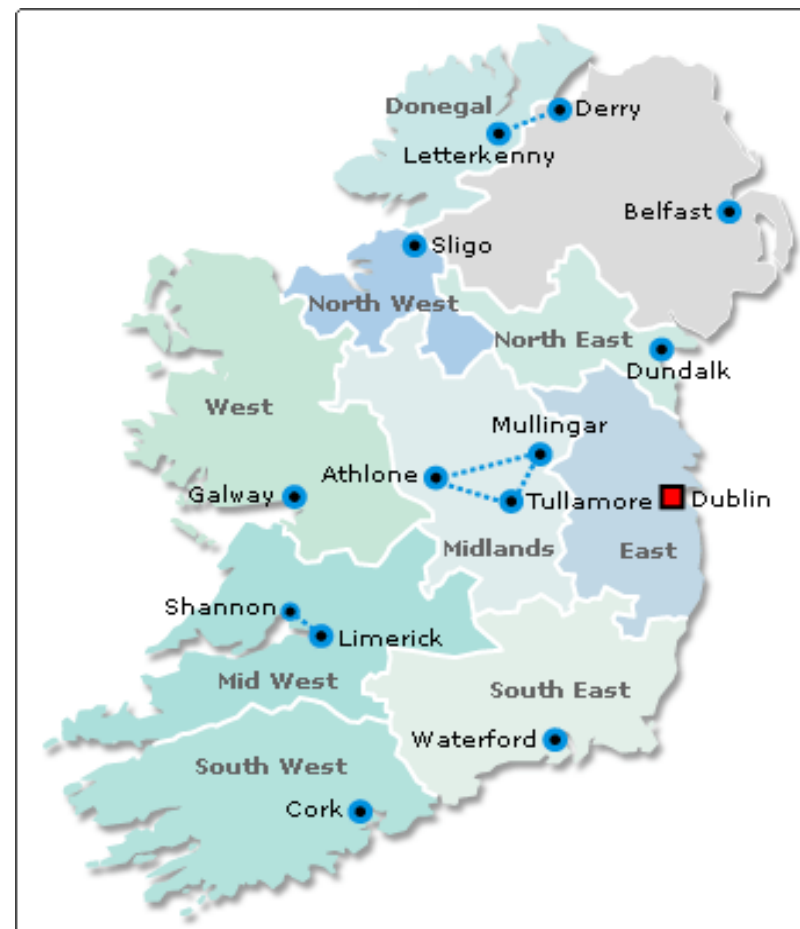 Donegal
Derry
Letterkenny
Belfast
Sligo
North West
North East
Dundalk
West
Mullingar
Athlone
Galway
Tullamore
Dublin
Midlands
East
Shannon
Limerick
Mid West
South East
Waterford
South West
Cork